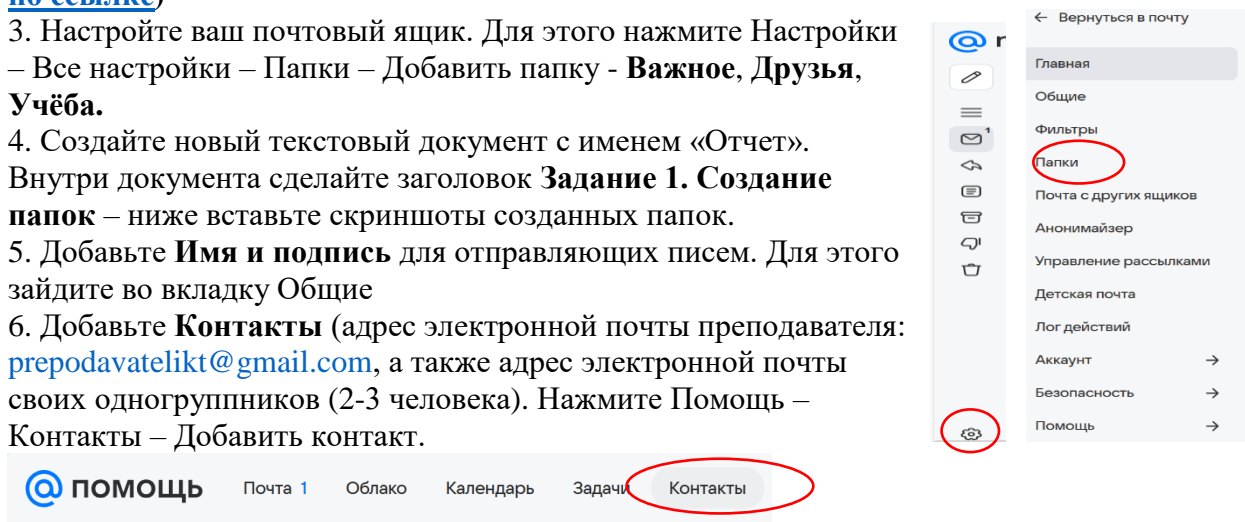 по ссылке)
3. Настройте ваш почтовый ящик. Для этого нажмите Настройки
– Все настройки – Папки – Добавить папку - Важное, Друзья,
Учёба.
4. Создайте новый текстовый документ с именем «Отчет».
Внутри документа сделайте заголовок Задание 1. Создание
папок – ниже вставьте скриншоты созданных папок.
5. Добавьте Имя и подпись для отправляющих писем. Для этого
зайдите во вкладку Общие
6. Добавьте Контакты (адрес электронной почты преподавателя:
prepodavatelikt@gmail.com, а также адрес электронной почты
своих одногруппников (2-3 человека). Нажмите Помощь –
Контакты – Добавить контакт.
1
← Вернуться в почту
Главная
Общие
Фильтры
Папки
Почта с других ящиков
Анонимайзер
Управление рассылками
Детская почта
Лог действий
Аккаунт →
Безопасность →
Помощь →
@ ПОМОЩЬ Почта 1 Облако Календарь Задачи Контакты